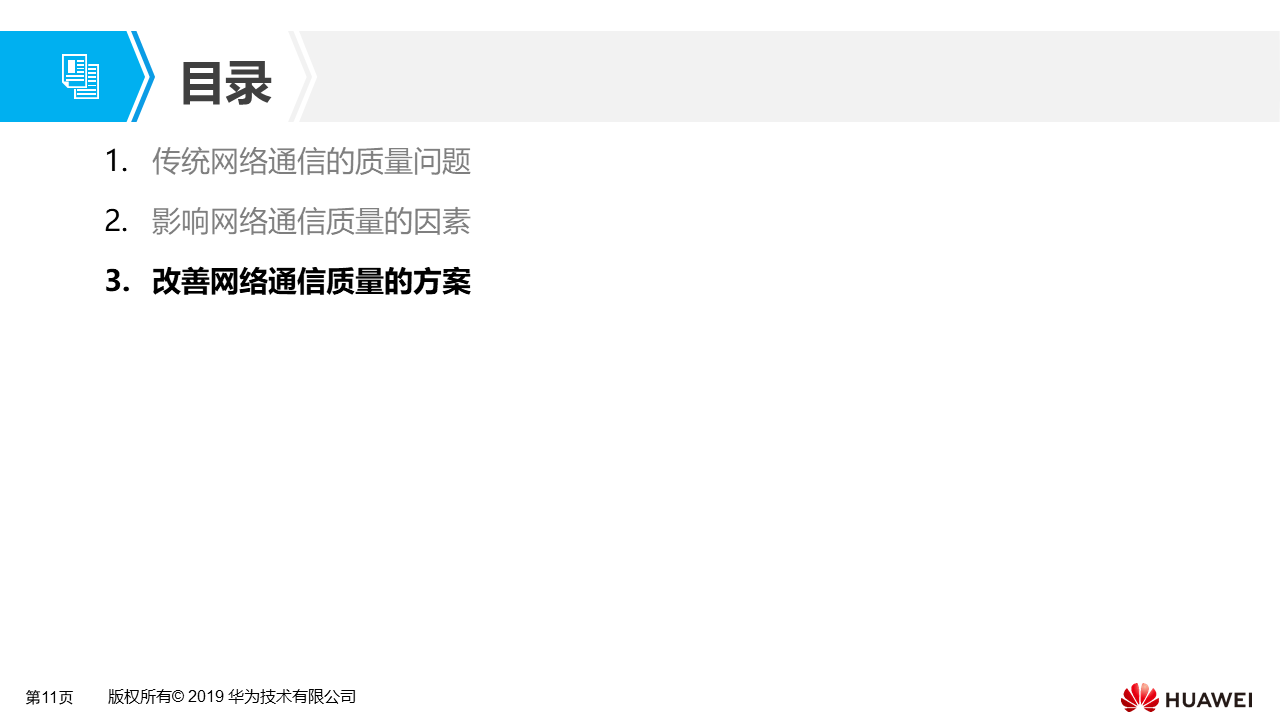 目录
1. 传统网络通信的质量问题
2. 影响网络通信质量的因素
3. 改善网络通信质量的方案
第11页 版权所有© 2019 华为技术有限公司
HUAWEI